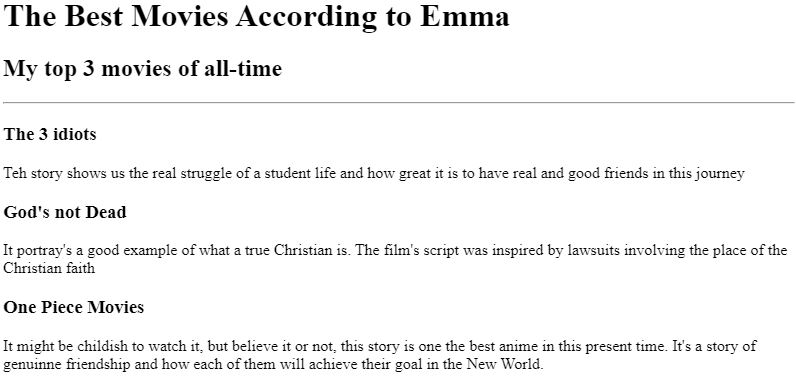 The Best Movies According to Emma
My top 3 movies of all-time
The 3 idiots
Teh story shows us the real struggle of a student life and how great it is to have real and good friends in this journey
God's not Dead
It portray's a good example of what a true Christian is. The film's script was inspired by lawsuits involving the place of the
Christian faith
One Piece Movies
It might be childish to watch it, but believe it or not, this story is one the best anime in this present time. It's a story of
genuinne friendship and how each of them will achieve their goal in the New World.